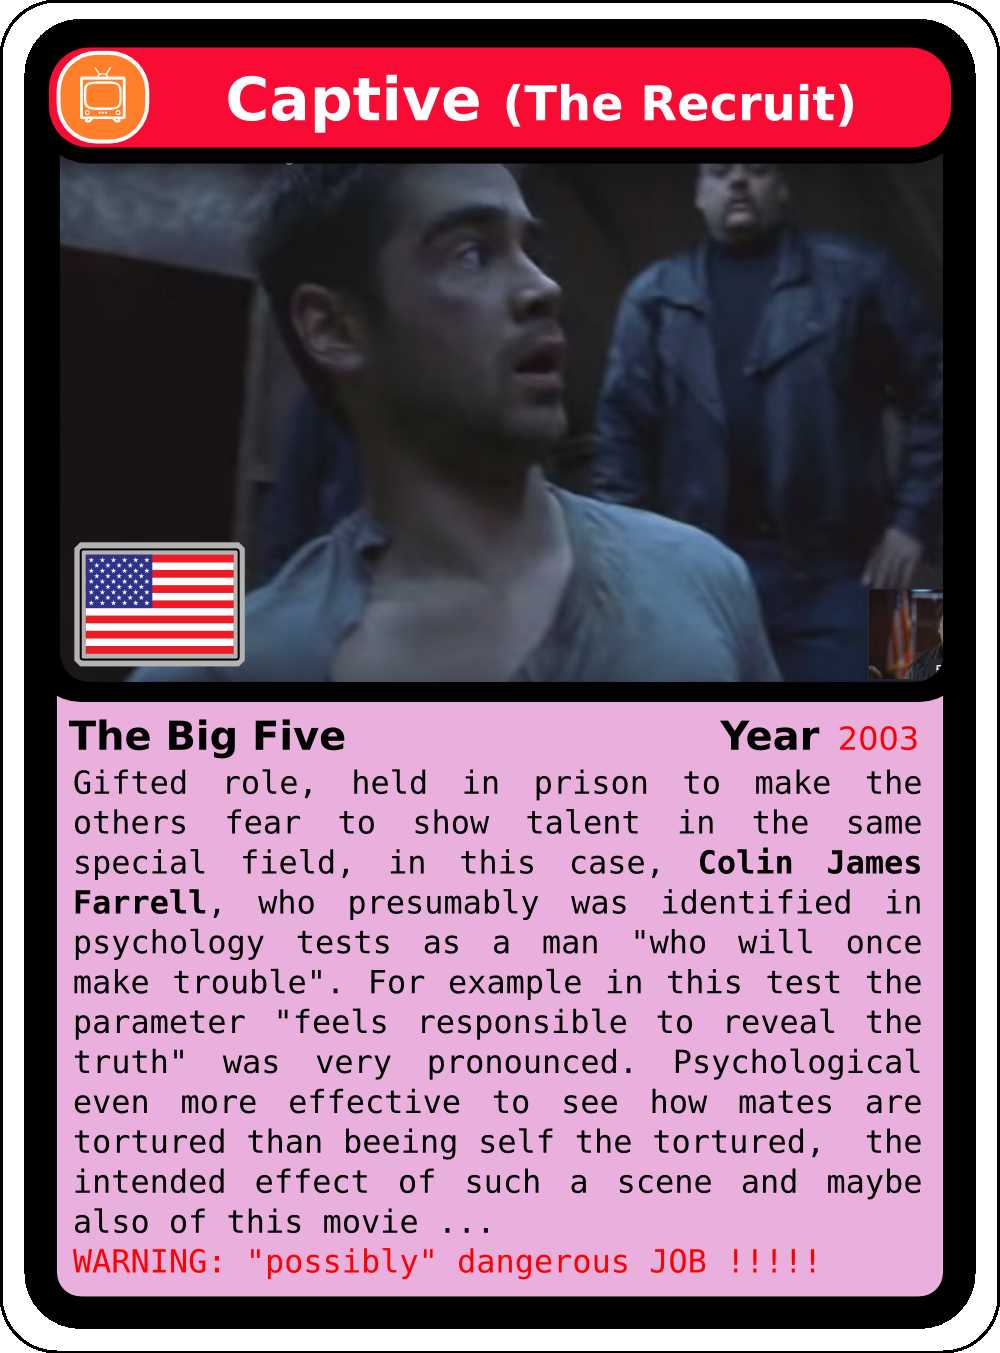 Captive (The Recruit)
The Big Five Year 2003
Gifted role, held in prison to make the
others fear to show talent in the same
special field, in this case, Colin James
Farrell, who presumably was identified in
psychology tests as a man "who will once
make trouble". For example in this test the
parameter "feels responsible to reveal the
truth" was very pronounced. Psychological
even more effective to see how mates are
tortured than beeing self the tortured, the
intended effect of such a scene and maybe
also of this movie ...
WARNING: "possibly" dangerous JOB !!!!!